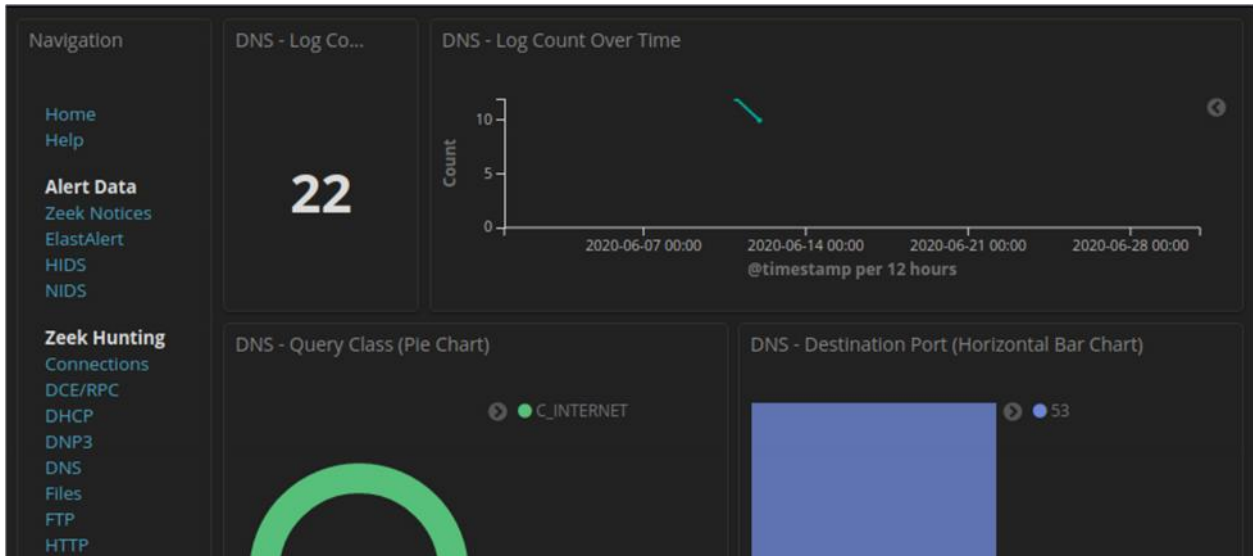 Navigation
Home
Help
Alert Data
Zeek Notices
ElastAlert
HIDS
NIDS
Zeek Hunting
Connections
DCE/RPC
DHCP
DNP3
DNS
Files
FTP
HTTP
DNS - Log Co...
22
DNS - Log Count Over Time
Count
10
5
0
2020-06-07 00:00 2020-06-14 00:00 2020-06-21 00:00 2020-06-28 00:00
@timestamp per 12 hours
DNS - Query Class (Pie Chart)
C_INTERNET
DNS - Destination Port (Horizontal Bar Chart)
53